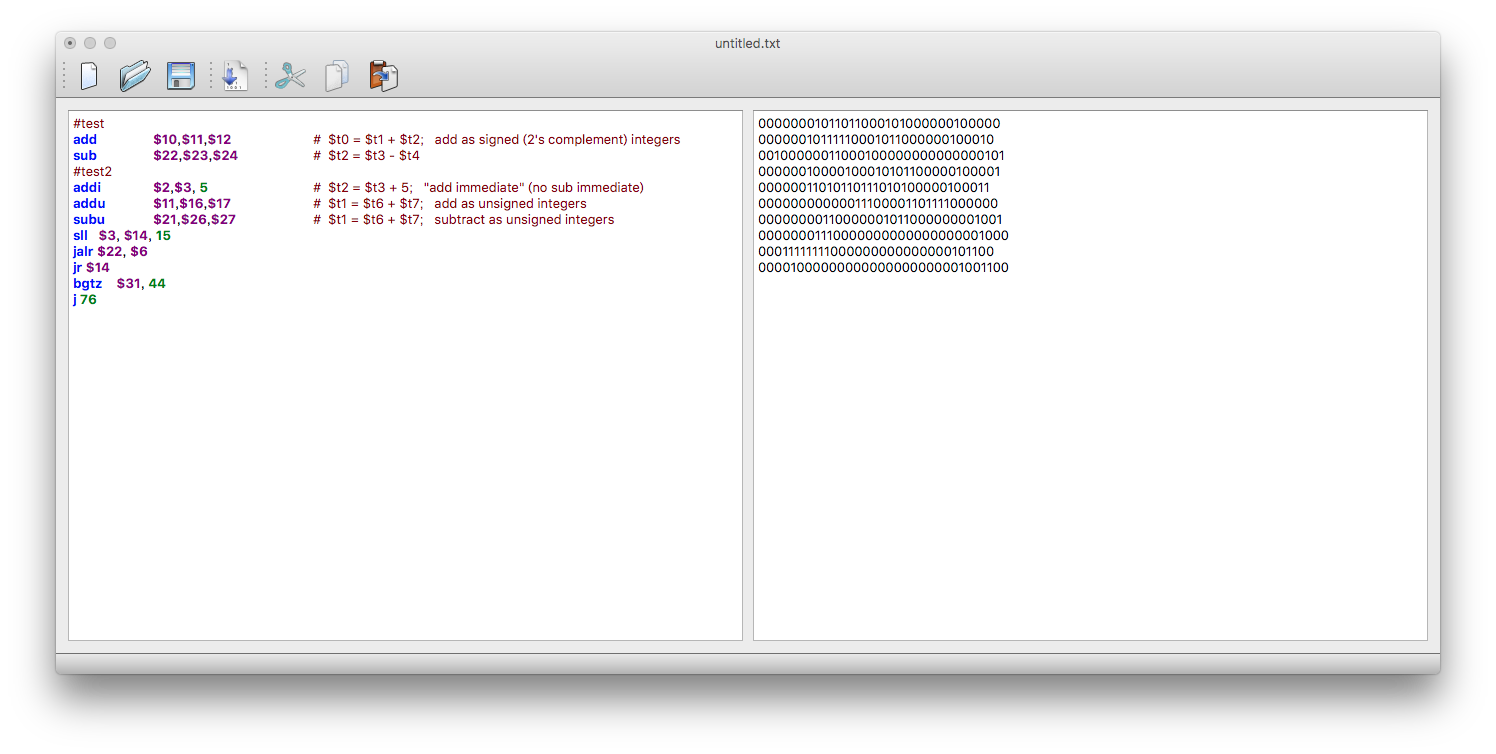 untitled.txt
1001
#test
add $10,$11,$12 # $t0 = $t1 + $t2; add as signed (2's complement) integers
sub $22,$23,$24 # $t2 = $t3 - $t4
#test2
addi $2,$3, 5 # $t2 = $t3 + 5; "add immediate" (no sub immediate)
addu $11,$16,$17 # $t1 = $t6 + $t7; add as unsigned integers
subu $21,$26,$27 # $t1 = $t6 + $t7; subtract as unsigned integers
sll $3, $14, 15
jalr $22, $6
jr $14
bgtz $31, 44
j 76
00000001011011000101000000100000
00000010111110001011000000100010
00100000011000100000000000000101
00000010000100010101100000100001
00000011010110111010100000100011
00000000000011100001101111000000
00000000110000001011000000001001
00000001110000000000000000001000
00011111111000000000000000101100
00001000000000000000000001001100